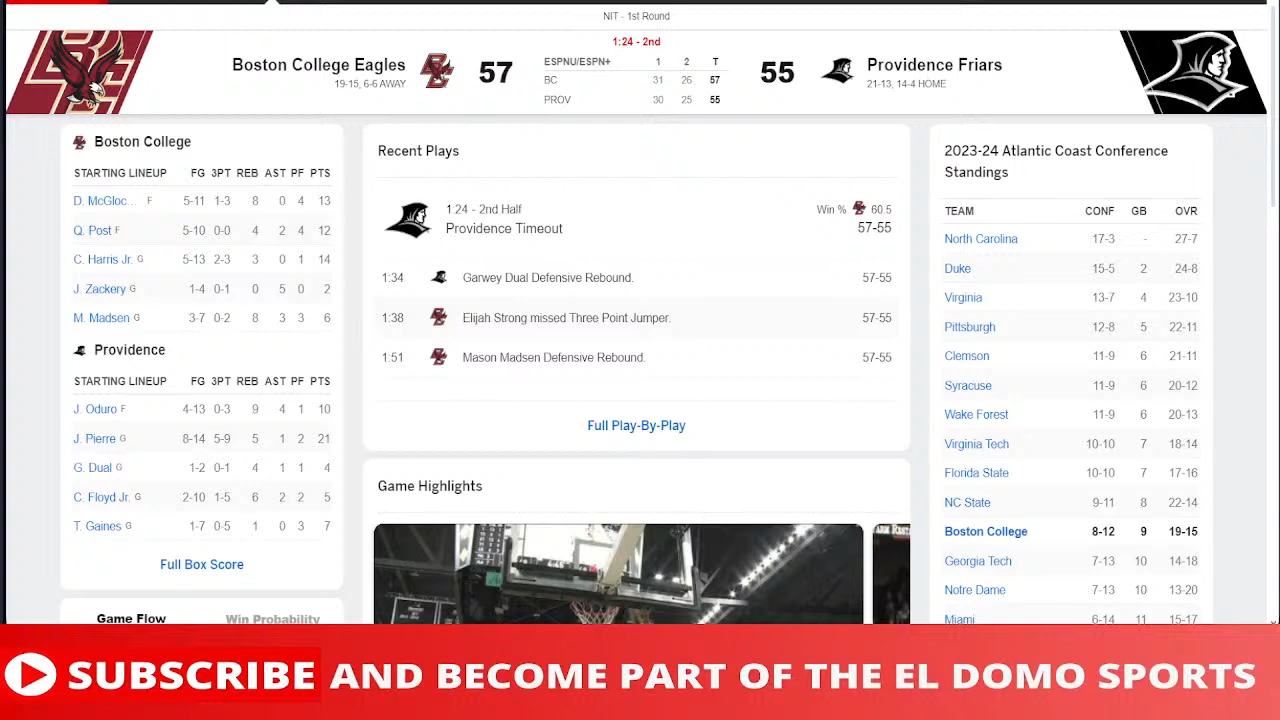 NIT - 1st Round
1:24 - 2nd
Boston College Eagles
19-15, 6-6 AWAY
57
ESPNU/ESPN+ 1 2 T
BC 31 26 57
PROV 30 25 55
55
Providence Friars
21-13, 14-4 HOME
Boston College
STARTING LINEUP FG 3PT REB AST PF PTS
D. McGloc... F 5-11 1-3 8 0 4 13
Q. Post F 5-10 0-0 4 2 4 12
C. Harris Jr. G 5-13 2-3 3 0 1 14
J. Zackery G 1-4 0-1 0 5 0 2
M. Madsen G 3-7 0-2 8 3 3 6
Providence
STARTING LINEUP FG 3PT REB AST PF PTS
J. Oduro F 4-13 0-3 9 4 1 10
J. Pierre G 8-14 5-9 5 1 2 21
G. Dual G 1-2 0-1 4 1 1 4
C. Floyd Jr. G 2-10 1-5 6 2 2 5
T. Gaines G 1-7 0-5 1 0 3 7
Full Box Score
Game Flow Win Probability
Recent Plays
1:24 - 2nd Half
Providence Timeout
Win % 60.5
57-55
1:34 Garwey Dual Defensive Rebound. 57-55
1:38 Elijah Strong missed Three Point Jumper. 57-55
1:51 Mason Madsen Defensive Rebound. 57-55
Full Play-By-Play
Game Highlights
2023-24 Atlantic Coast Conference
Standings
TEAM CONF GB OVR
North Carolina 17-3 - 27-7
Duke 15-5 2 24-8
Virginia 13-7 4 23-10
Pittsburgh 12-8 5 22-11
Clemson 11-9 6 21-11
Syracuse 11-9 6 20-12
Wake Forest 11-9 6 20-13
Virginia Tech 10-10 7 18-14
Florida State 10-10 7 17-16
NC State 9-11 8 22-14
Boston College 8-12 9 19-15
Georgia Tech 7-13 10 14-18
Notre Dame 7-13 10 13-20
Miami 6-14 11 15-17
SUBSCRIBE AND BECOME PART OF THE EL DOMO SPORTS